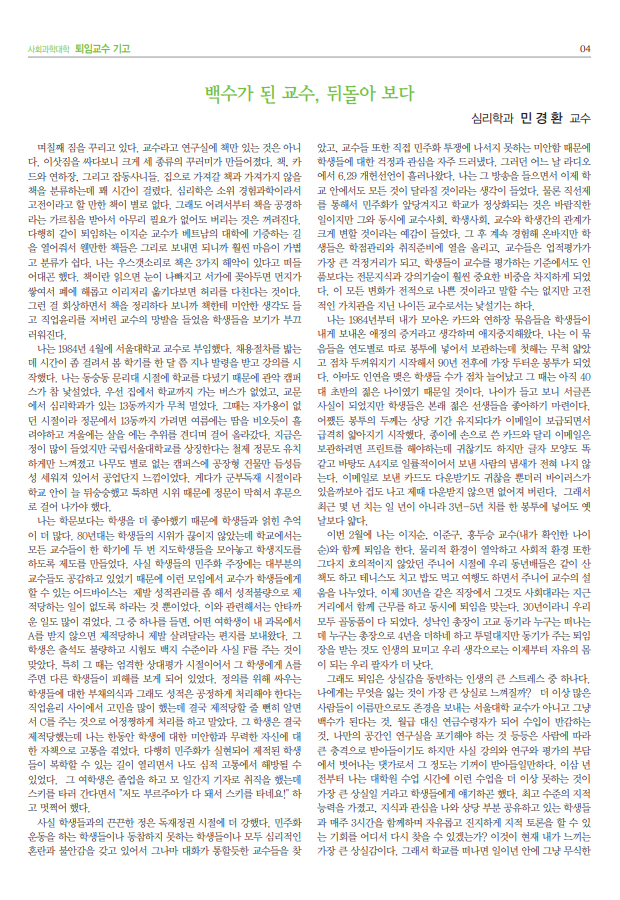 사회과학대학 퇴임교수 기고
04
백수가 된 교수, 뒤돌아 보다
심리학과 민경환 교수
며칠째 짐을 꾸리고 있다. 교수라고 연구실에 책만 있는 것은 아니
다. 이삿짐을 싸다보니 크게 세 종류의 꾸러미가 만들어졌다. 책, 카
드와 연하장, 그리고 잡동사니들. 집으로 가져갈 책과 가져가지 않을
책을 분류하는데 꽤 시간이 걸렸다. 심리학은 소위 경험과학이라서
고전이라고 할 만한 책이 별로 없다. 그래도 어려서부터 책을 공경하
라는 가르침을 받아서 아무리 필요가 없어도 버리는 것은 꺼려진다.
다행히 같이 퇴임하는 이지순 교수가 베트남의 대학에 기증하는 길
을 열어줘서 웬만한 책들은 그리로 보내면 되니까 훨씬 마음이 가볍
고 분류가 쉽다. 나는 우스갯소리로 책은 3가지 해악이 있다고 떠들
어대곤 했다. 책이란 읽으면 눈이 나빠지고 서가에 꽂아두면 먼지가
쌓여서 폐에 해롭고 이리저리 옮기다보면 허리를 다친다는 것이다.
그런 걸 회상하면서 책을 정리하다 보니까 책한테 미안한 생각도 들
고 직업윤리를 저버린 교수의 망발을 들었을 학생들을 보기가 부끄
러워진다.
나는 1984년 4월에 서울대학교 교수로 부임했다. 채용절차를 밟는
데 시간이 좀 걸려서 봄 학기를 한 달 쯤 지나 발령을 받고 강의를 시
작했다. 나는 동숭동 문리대 시절에 학교를 다녔기 때문에 관악 캠퍼
스가 참 낯설었다. 우선 집에서 학교까지 가는 버스가 없었고, 교문
에서 심리학과가 있는 13동까지가 무척 멀었다. 그때는 자가용이 없
던 시절이라 정문에서 13동까지 가려면 여름에는 땀을 비오듯이 흘
려야하고 겨울에는 살을 에는 추위를 견디며 걸어 올라갔다. 지금은
정이 많이 들었지만 국립서울대학교를 상징한다는 철제 정문도 유치
하게만 느껴졌고 나무도 별로 없는 캠퍼스에 공장형 건물만 듬성듬
성 세워져 있어서 공업단지 느낌이었다. 게다가 군부독재 시절이라
학교 안이 늘 뒤숭숭했고 툭하면 시위 때문에 정문이 막혀서 후문으
로 걸어 나가야 했다.
나는 학문보다는 학생을 더 좋아했기 때문에 학생들과 얽힌 추억
이 더 많다. 80년대는 학생들의 시위가 끊이지 않았는데 학교에서는
모든 교수들이 한 학기에 두 번 지도학생들을 모아놓고 학생지도를
하도록 제도를 만들었다. 사실 학생들의 민주화 주장에는 대부분의
교수들도 공감하고 있었기 때문에 이런 모임에서 교수가 학생들에게
할 수 있는 어드바이스는 제발 성적관리를 좀 해서 성적불량으로 제
적당하는 일이 없도록 하라는 것 뿐이었다. 이와 관련해서는 안타까
운 일도 많이 겪었다. 그 중 하나를 들면, 어떤 여학생이 내 과목에서
A를 받지 않으면 제적당하니 제발 살려달라는 편지를 보내왔다. 그
학생은 출석도 불량하고 시험도 백지 수준이라 사실 F를 주는 것이
맞았다. 특히 그 때는 엄격한 상대평가 시절이어서 그 학생에게 A를
주면 다른 학생들이 피해를 보게 되어 있었다. 정의를 위해 싸우는
학생들에 대한 부채의식과 그래도 성적은 공정하게 처리해야 한다는
직업윤리 사이에서 고민을 많이 했는데 결국 제적당할 줄 뻔히 알면
서 C를 주는 것으로 어정쩡하게 처리를 하고 말았다. 그 학생은 결국
제적당했는데 나는 한동안 학생에 대한 미안함과 무력한 자신에 대
한 자책으로 고통을 겪었다. 다행히 민주화가 실현되어 제적된 학생
들이 복학할 수 있는 길이 열리면서 나도 심적 고통에서 해방될 수
있었다. 그 여학생은 졸업을 하고 모 일간지 기자로 취직을 했는데
스키를 타러 간다면서 "저도 부르주아가 다 돼서 스키를 타네요!" 하
고 멋쩍어 했다.
사실 학생들과의 끈끈한 정은 독재정권 시절에 더 강했다. 민주화
운동을 하는 학생들이나 동참하지 못하는 학생들이나 모두 심리적인
혼란과 불안감을 갖고 있어서 그나마 대화가 통할듯한 교수들을 찾
았고, 교수들 또한 직접 민주화 투쟁에 나서지 못하는 미안함 때문에
학생들에 대한 걱정과 관심을 자주 드러냈다. 그러던 어느 날 라디오
에서 6.29 개헌선언이 흘러나왔다. 나는 그 방송을 들으면서 이제 학
교 안에서도 모든 것이 달라질 것이라는 생각이 들었다. 물론 직선제
를 통해서 민주화가 앞당겨지고 학교가 정상화되는 것은 바람직한
일이지만 그와 동시에 교수사회, 학생사회, 교수와 학생간의 관계가
크게 변할 것이라는 예감이 들었다. 그 후 계속 경험해 온바지만 학
생들은 학점관리와 취직준비에 열을 올리고, 교수들은 업적평가가
가장 큰 걱정거리가 되고, 학생들이 교수를 평가하는 기준에서도 인
품보다는 전문지식과 강의기술이 훨씬 중요한 비중을 차지하게 되었
다. 이 모든 변화가 전적으로 나쁜 것이라고 말할 수는 없지만 고전
적인 가치관을 지닌 나이든 교수로서는 낯설기는 하다.
나는 1984년부터 내가 모아온 카드와 연하장 묶음들을 학생들이
내게 보내온 애정의 증거라고 생각하며 애지중지해왔다. 나는 이 묶
음들을 연도별로 따로 봉투에 넣어서 보관하는데 첫해는 무척 얇았
고 점차 두꺼워지기 시작해서 90년 전후에 가장 두터운 봉투가 되었
다. 아마도 인연을 맺은 학생들 수가 점차 늘어났고 그 때는 아직 40
대 초반의 젊은 나이였기 때문일 것이다. 나이가 들고 보니 서글픈
사실이 되었지만 학생들은 본래 젊은 선생들을 좋아하기 마련이다.
어쨌든 봉투의 두께는 상당 기간 유지되다가 이메일이 보급되면서
급격히 얇아지기 시작했다. 종이에 손으로 쓴 카드와 달리 이메일은
보관하려면 프린트를 해야하는데 귀찮기도 하지만 글자 모양도 똑
같고 바탕도 A4지로 일률적이어서 보낸 사람의 냄새가 전혀 나지 않
는다. 이메일로 보낸 카드도 다운받기도 귀찮을 뿐더러 바이러스가
있을까보아 겁도 나고 제때 다운받지 않으면 없어져 버린다. 그래서
최근 몇 년 치는 일 년이 아니라 3년-5년 치를 한 봉투에 넣어도 옛
날보다 얇다.
이번 2월에 나는 이지순, 이준구, 홍두승 교수(내가 확인한 나이
순)와 함께 퇴임을 한다. 물리적 환경이 열악하고 사회적 환경 또한
그다지 호의적이지 않았던 주니어 시절에 우리 동년배들은 같이 산
책도 하고 테니스도 치고 밥도 먹고 여행도 하면서 주니어 교수의 설
움을 나누었다. 이제 30년을 같은 직장에서 그것도 사회대라는 지근
거리에서 함께 근무를 하고 동시에 퇴임을 맞는다. 30년이라니 우리
모두 골동품이 다 되었다. 성낙인 총장이 고교 동기라 누구는 떠나는
데 누구는 총장으로 4년을 더하네 하고 투덜대지만 동기가 주는 퇴임
장을 받는 것도 인생의 묘미고 우리 생각으로는 이제부터 자유의 몸
이 되는 우리 팔자가 더 낫다.
그래도 퇴임은 상실감을 동반하는 인생의 큰 스트레스 중 하나다.
나에게는 무엇을 잃는 것이 가장 큰 상실로 느껴질까? 더 이상 많은
사람들이 이름만으로도 존경을 보내는 서울대학 교수가 아니고 그냥
백수가 된다는 것, 월급 대신 연금수령자가 되어 수입이 반감하는
것, 나만의 공간인 연구실을 포기해야 하는 것 등등은 사람에 따라
큰 충격으로 받아들이기도 하지만 사실 강의와 연구와 평가의 부담
에서 벗어나는 댓가로서 그 정도는 기꺼이 받아들일만하다. 이삼 년
전부터 나는 대학원 수업 시간에 이런 수업을 더 이상 못하는 것이
가장 큰 상실일 거라고 학생들에게 얘기하곤 했다. 최고 수준의 지적
능력을 가졌고, 지식과 관심을 나와 상당 부분 공유하고 있는 학생들
과 매주 3시간을 함께하며 자유롭고 진지하게 지적 토론을 할 수 있
는 기회를 어디서 다시 찾을 수 있겠는가? 이것이 현재 내가 느끼는
가장 큰 상실감이다. 그래서 학교를 떠나면 일이년 안에 그냥 무식한